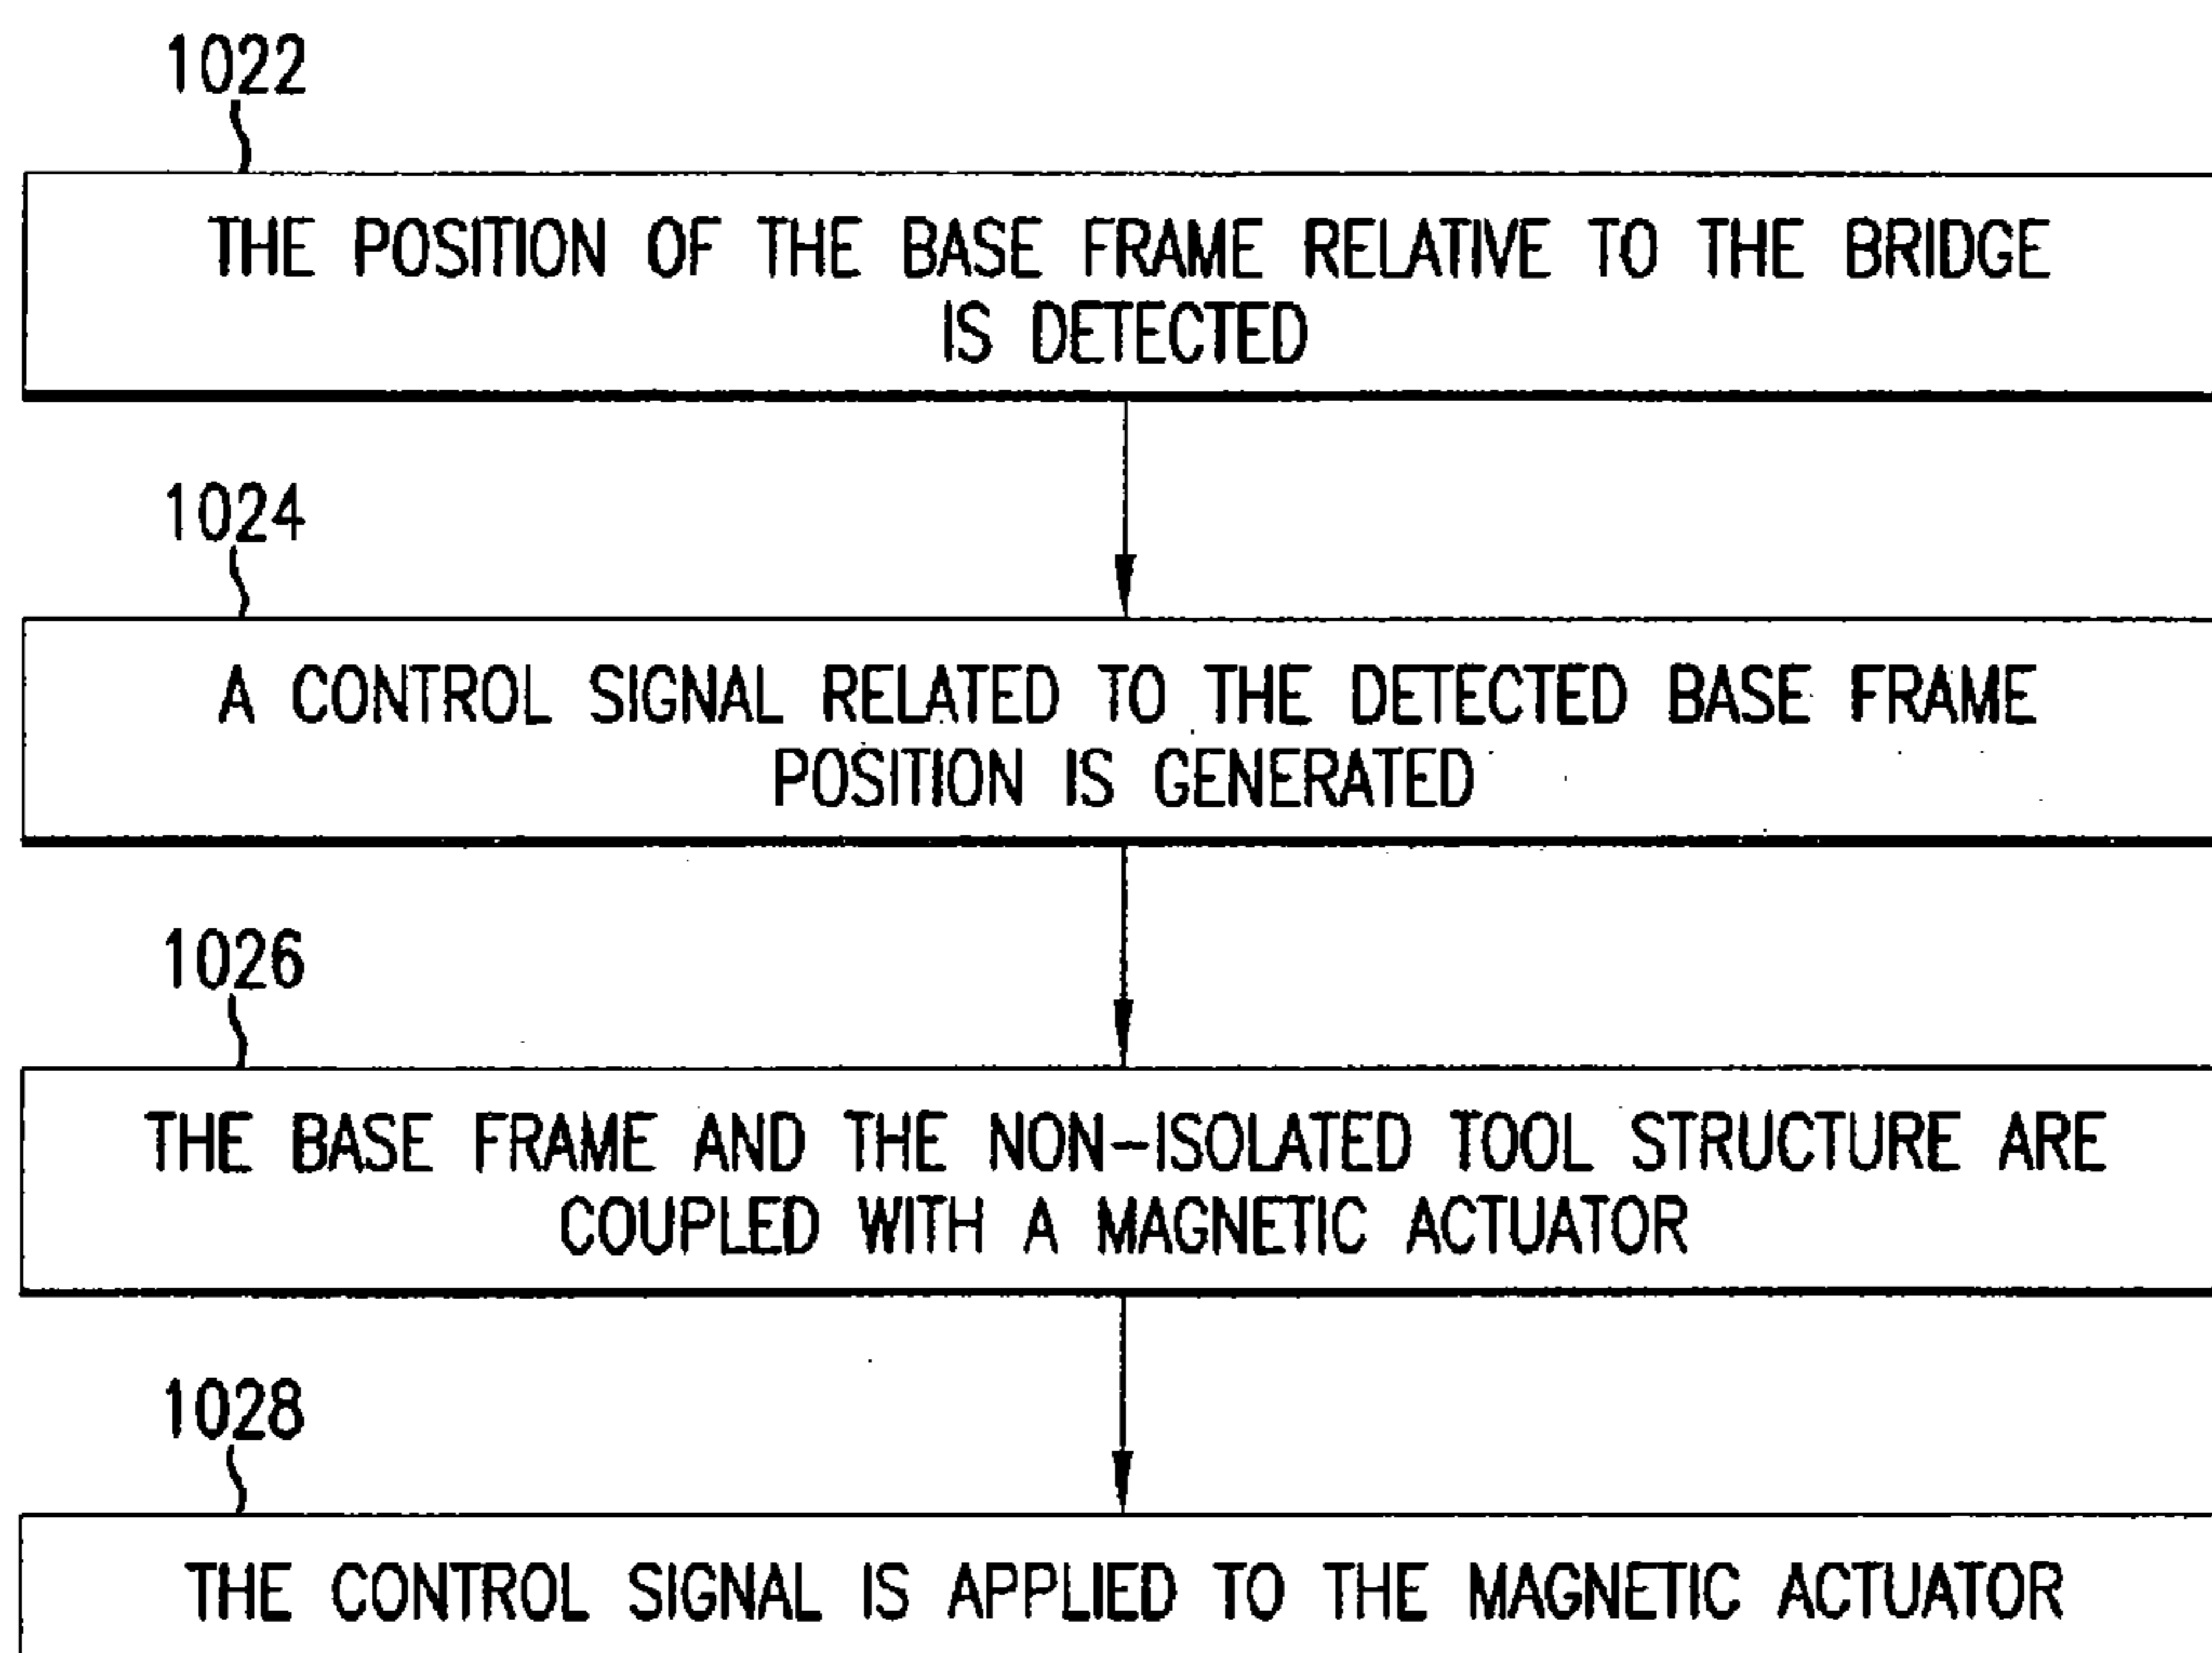 1022
THE POSITION OF THE BASE FRAME RELATIVE TO THE BRIDGE
IS DETECTED
1024
A CONTROL SIGNAL RELATED TO THE DETECTED BASE FRAME
POSITION IS GENERATED
1026
THE BASE FRAME AND THE NON-ISOLATED TOOL STRUCTURE ARE
COUPLED WITH A MAGNETIC ACTUATOR
1028
THE CONTROL SIGNAL IS APPLIED TO THE MAGNETIC ACTUATOR